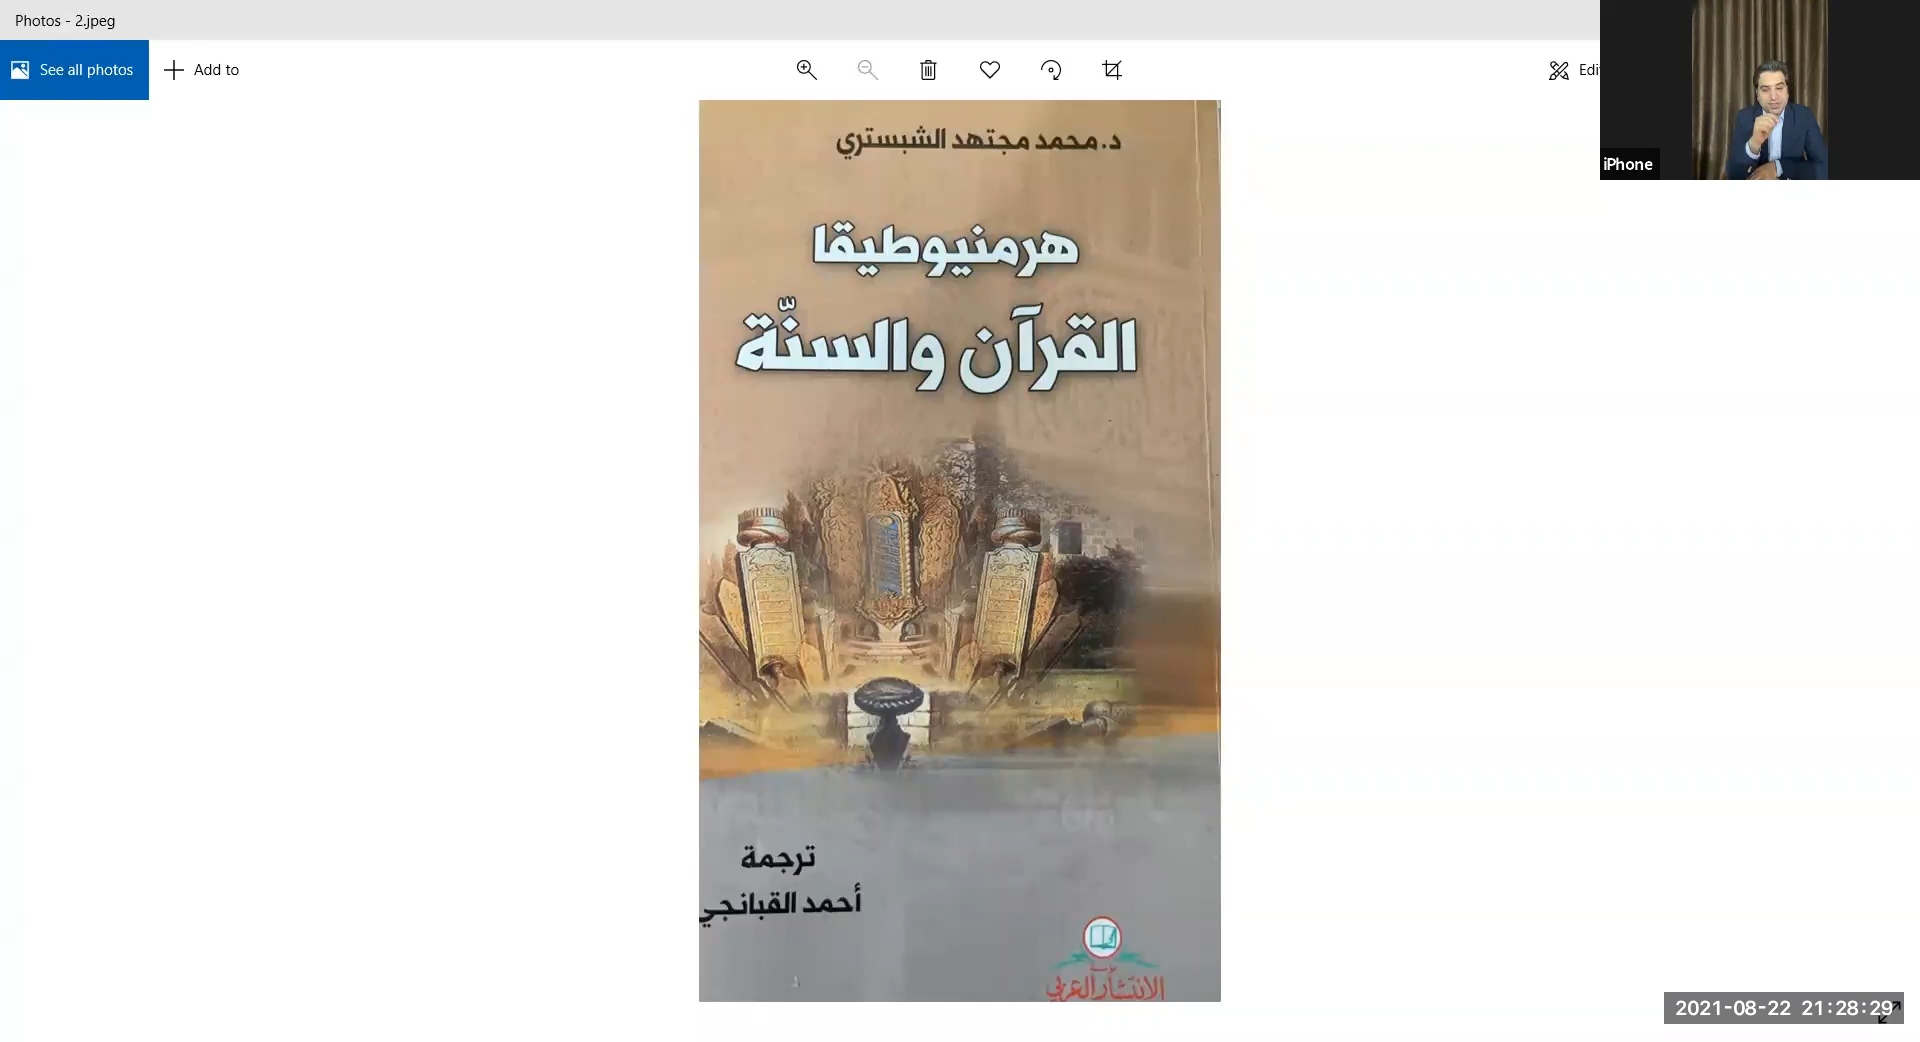 Photos - 2.jpeg
See all photos
Add to
Edi
iPhone
د. محمد مجتهد الشبستري
هرمنيوطيقا
القرآن والسنّة
ترجمة
أحمد القبانجي
الانتشار العربي
2021-08-22 21:28:29